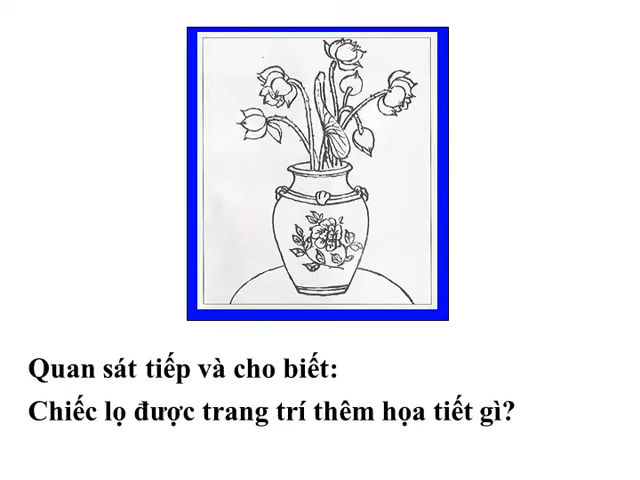 Quan sát tiếp và cho biết:
Chiếc lọ được trang trí thêm họa tiết gì?